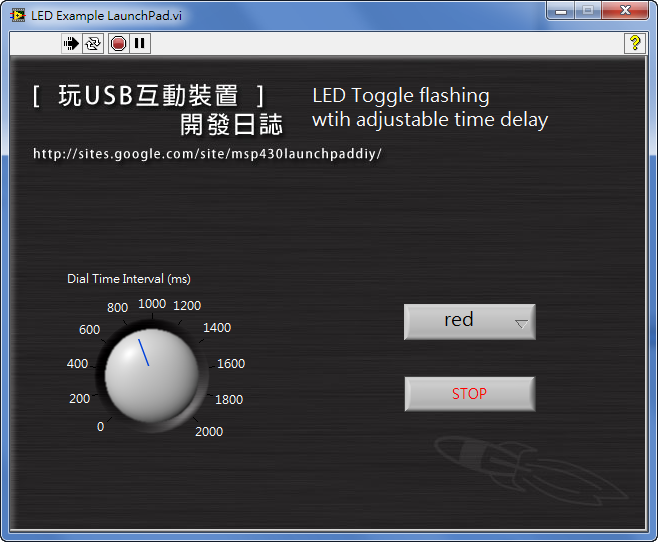 LED Example LaunchPad.vi
?
[ 玩USB互動裝置 ]
開發日誌
http://sites.google.com/site/msp430launchpaddiy/
LED Toggle flashing
wtih adjustable time delay
Dial Time Interval (ms)
0
200
400
600
800
1000
1200
1400
1600
1800
2000
red
STOP